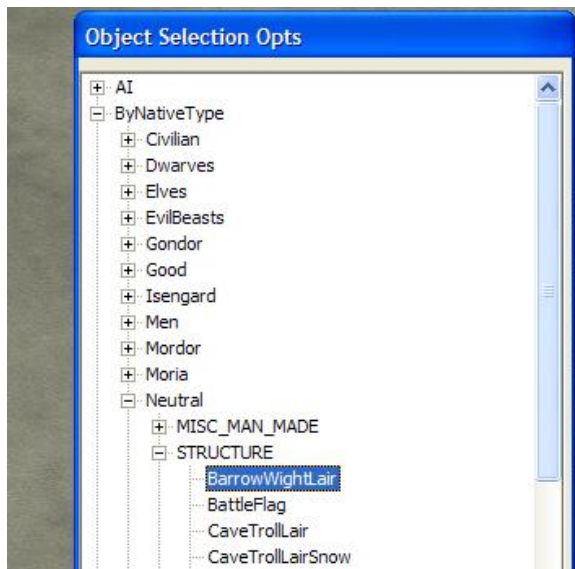 Object Selection Opts
AI
ByNativeType
Civilian
Dwarves
Elves
EvilBeasts
Gondor
Good
Isengard
Men
Mordor
Moria
Neutral
MISC_MAN_MADE
STRUCTURE
BarrowWightLair
BattleFlag
CaveTrollLair
CaveTrollLairSnow